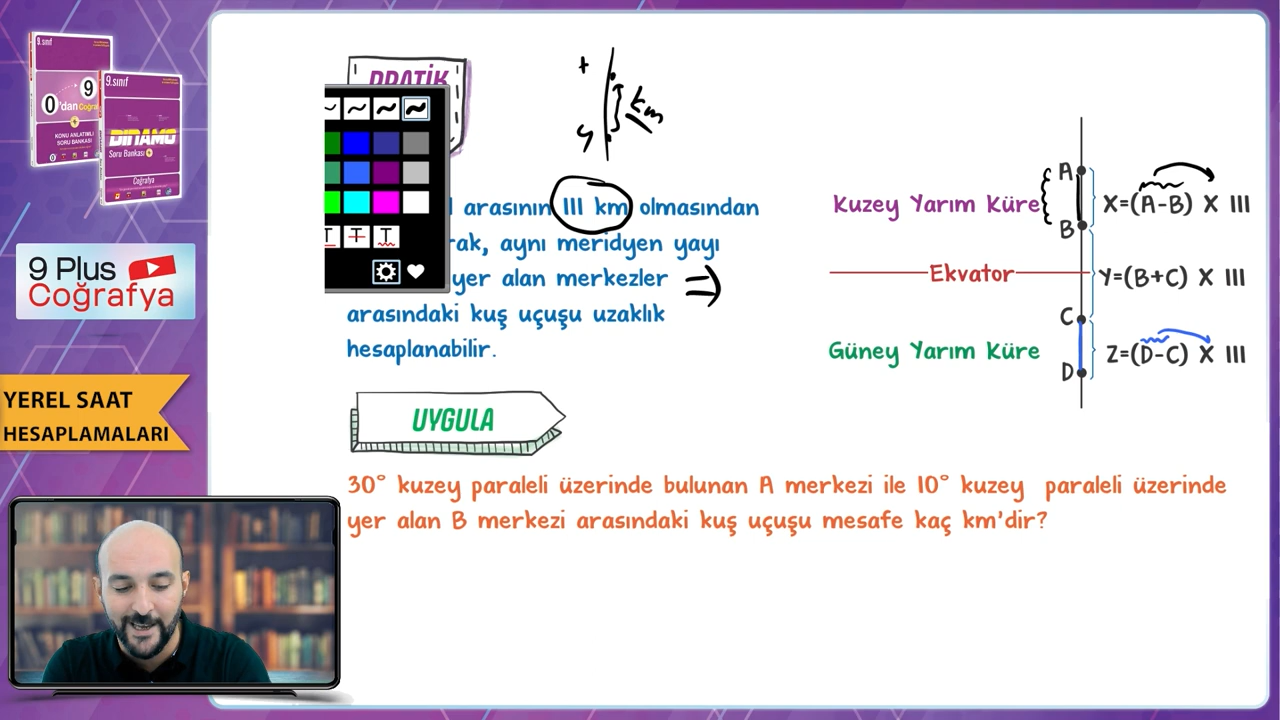 9.sınıf
0'dan 9
KONU ANLATIMLI
SORU BANKASI
9.sınıf
DİNAMO
Soru Bankası
Coğrafya
9 Plus
Coğrafya
YEREL SAAT
HESAPLAMALARI
PRATİK
km
arasının 111 km olmasından
aynı meridyen yayı
yer alan merkezler
arasındaki kuş uçuşu uzaklık
hesaplanabilir.
A
Kuzey Yarım Küre
X=(A-B) X 111
B
Ekvator
Y=(B+C) X 111
C
Güney Yarım Küre
Z=(D-C) X 111
D
UYGULA
30° kuzey paraleli üzerinde bulunan A merkezi ile 10° kuzey paraleli üzerinde
yer alan B merkezi arasındaki kuş uçuşu mesafe kaç km'dir?